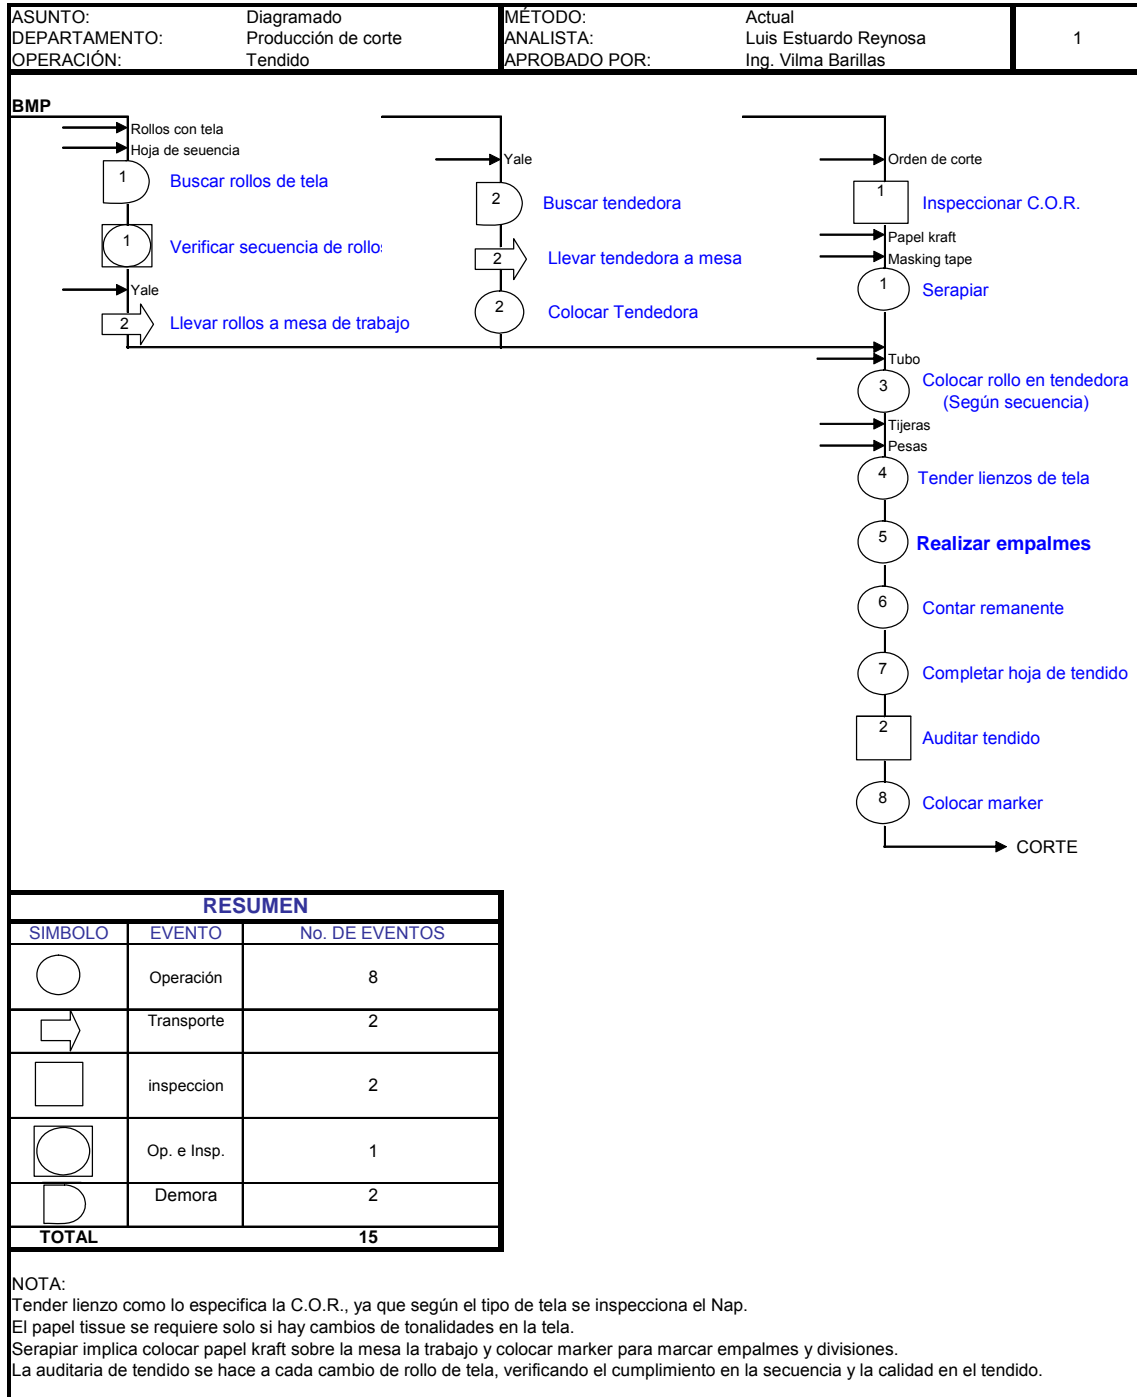 ASUNTO: Diagramado MÉTODO: Actual
DEPARTAMENTO: Producción de corte ANALISTA: Luis Estuardo Reynosa 1
OPERACIÓN: Tendido APROBADO POR: Ing. Vilma Barillas
BMP
Rollos con tela
Hoja de seuencia
1 Buscar rollos de tela
1 Verificar secuencia de rollos
Yale
2 Llevar rollos a mesa de trabajo
Yale
2 Buscar tendedora
2 Llevar tendedora a mesa
2 Colocar Tendedora
Orden de corte
1 Inspeccionar C.O.R.
Papel kraft
Masking tape
1 Serapiar
Tubo
3 Colocar rollo en tendedora
(Según secuencia)
Tijeras
Pesas
4 Tender lienzos de tela
5 Realizar empalmes
6 Contar remanente
7 Completar hoja de tendido
2 Auditar tendido
8 Colocar marker
CORTE
RESUMEN
SIMBOLO EVENTO No. DE EVENTOS
Operación 8
Transporte 2
inspeccion 2
Op. e Insp. 1
Demora 2
TOTAL 15
NOTA:
Tender lienzo como lo especifica la C.O.R., ya que según el tipo de tela se inspecciona el Nap.
El papel tissue se requiere solo si hay cambios de tonalidades en la tela.
Serapiar implica colocar papel kraft sobre la mesa la trabajo y colocar marker para marcar empalmes y divisiones.
La auditaria de tendido se hace a cada cambio de rollo de tela, verificando el cumplimiento en la secuencia y la calidad en el tendido.